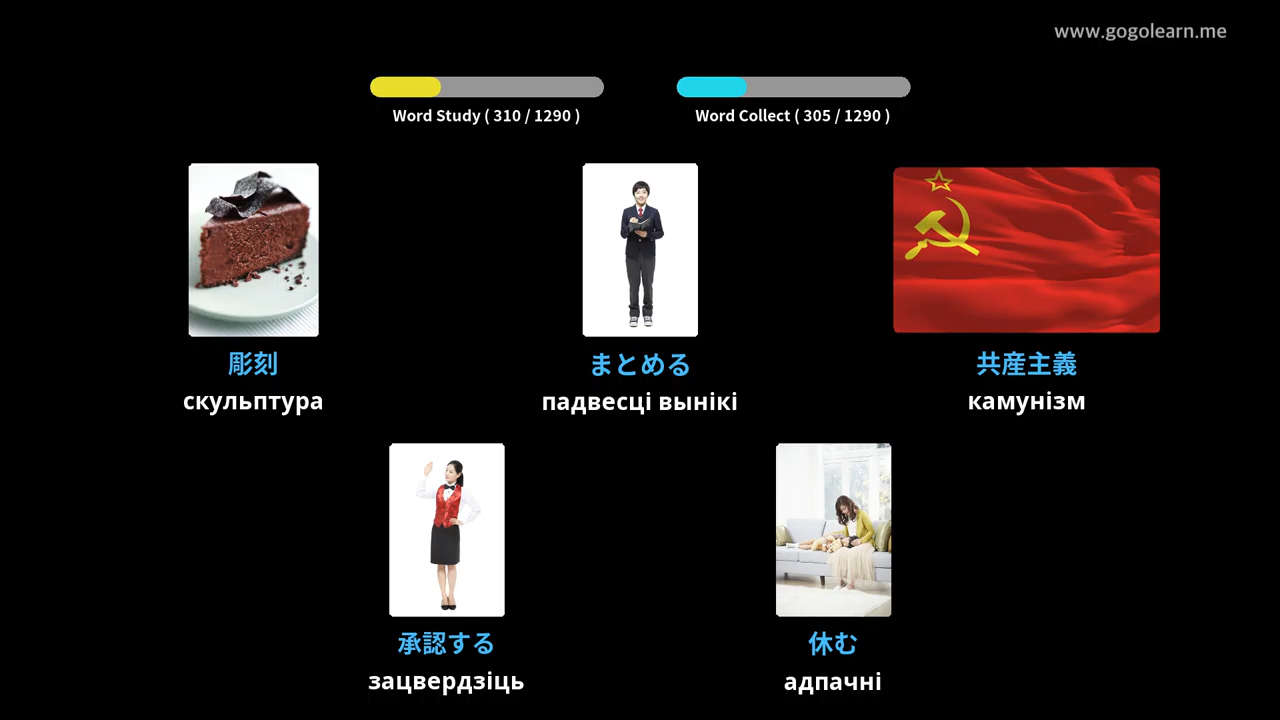 www.gogolearn.me
Word Study ( 310 / 1290 )
Word Collect ( 305 / 1290 )
彫刻
まとめる
共産主義
скульптура
падвесці вынікі
камунізм
承認する
休む
зацвердзіць
адпачні